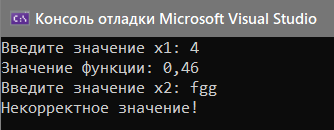 Консоль отладки Microsoft Visual Studio
Введите значение x1: 4
Значение функции: 0,46
Введите значение x2: fgg
Некорректное значение!